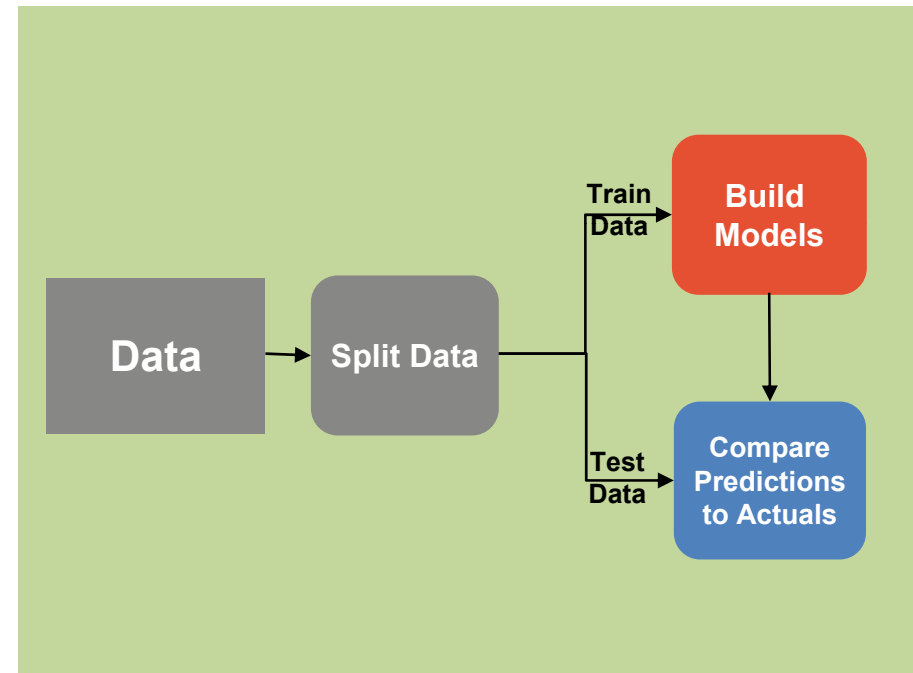 Data
Split Data
Train
Data
Build
Models
Test
Data
Compare
Predictions
to Actuals